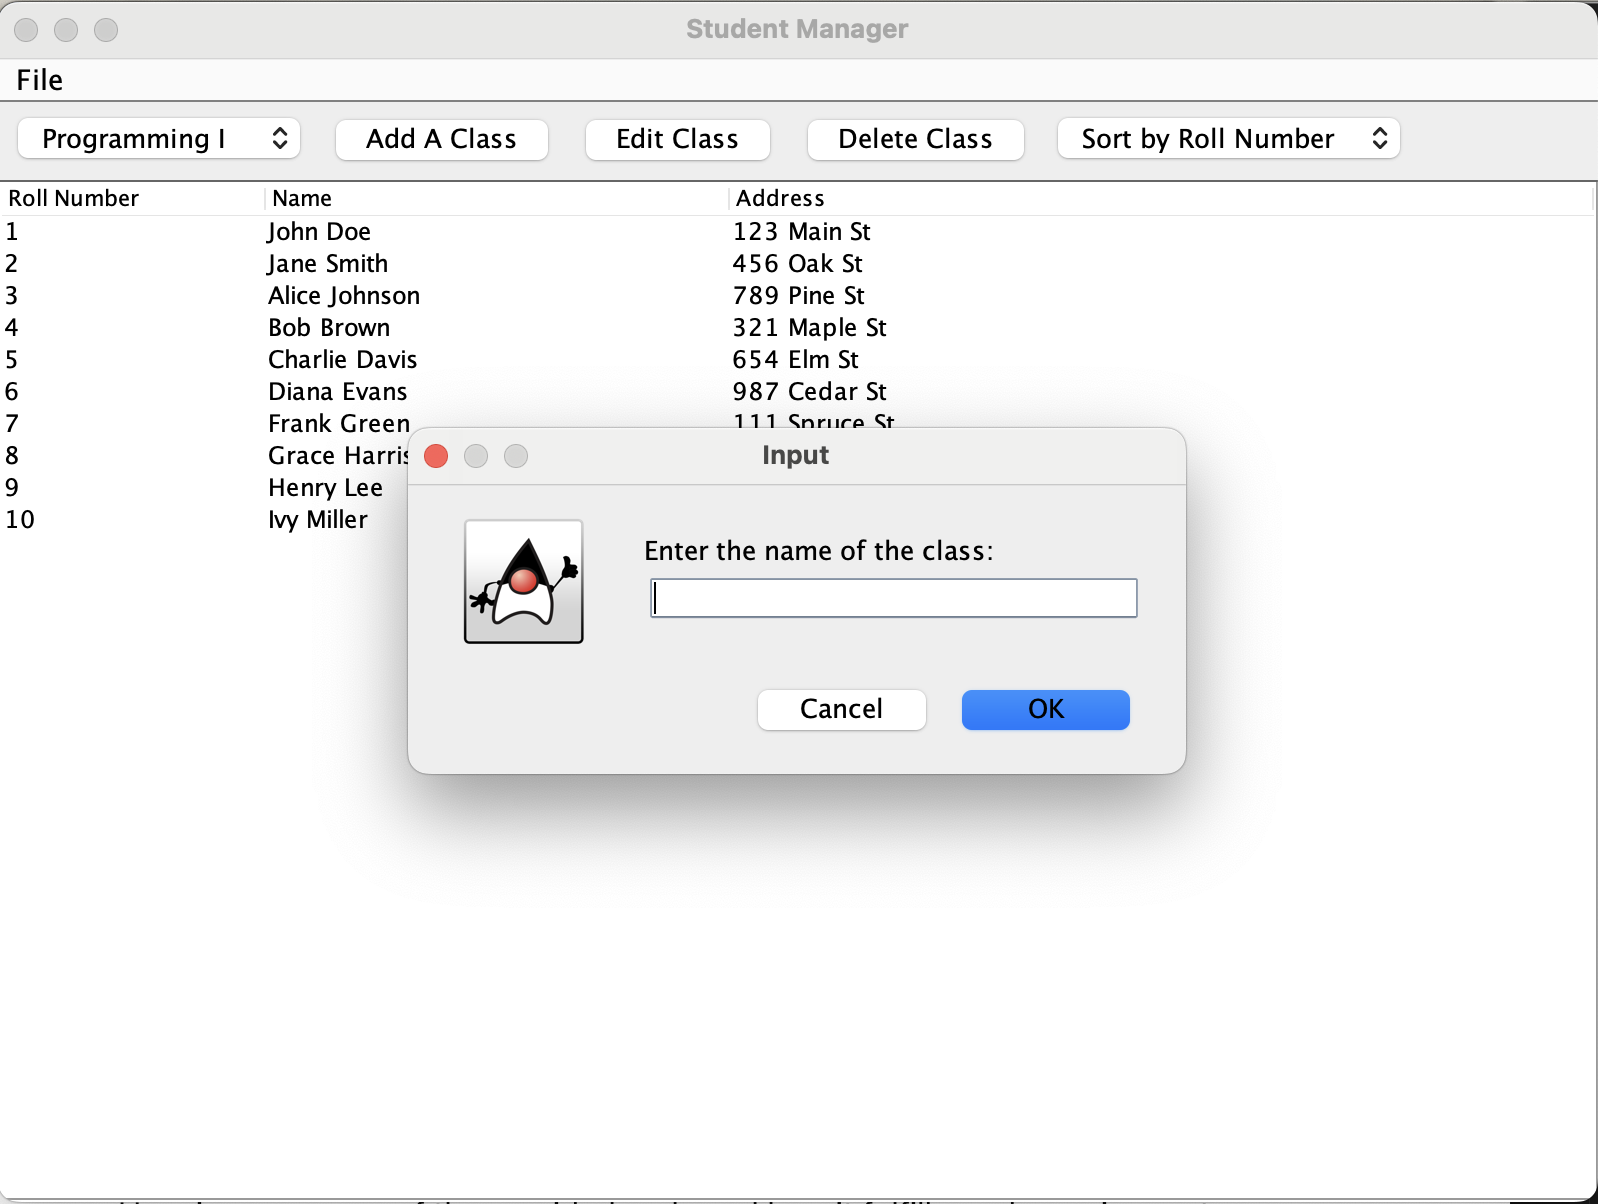 Student Manager
File
Programming I Add A Class Edit Class Delete Class Sort by Roll Number
Roll Number Name Address
1 John Doe 123 Main St
2 Jane Smith 456 Oak St
3 Alice Johnson 789 Pine St
4 Bob Brown 321 Maple St
5 Charlie Davis 654 Elm St
6 Diana Evans 987 Cedar St
7 Frank Green 111 Spruce St
8 Grace Harris
9 Henry Lee
10 Ivy Miller
Input
Enter the name of the class:
Cancel OK